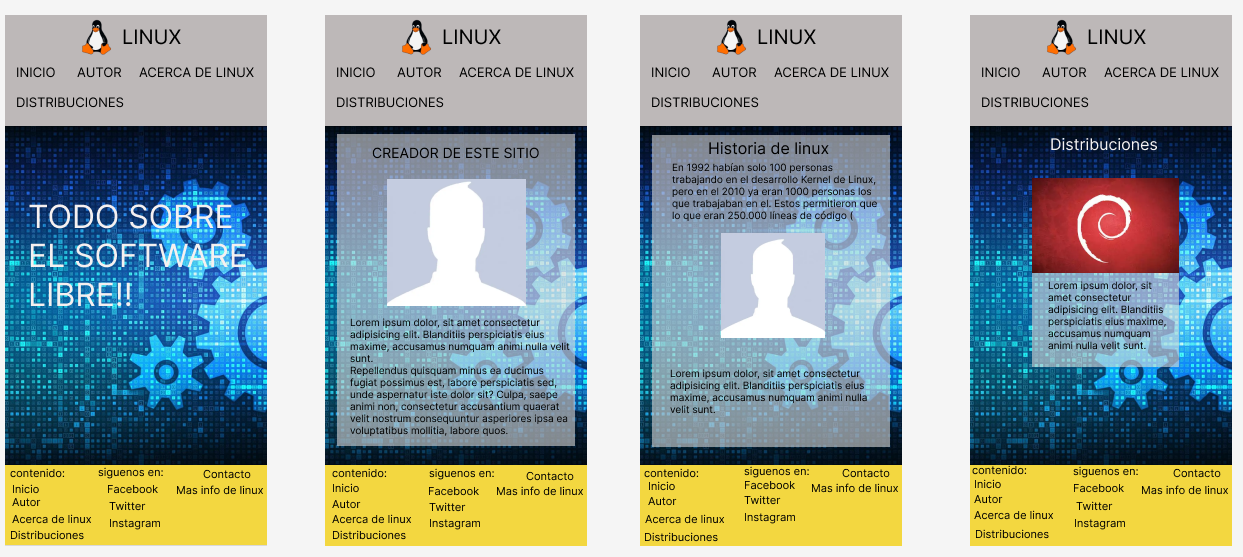 LINUX
INICIO AUTOR ACERCA DE LINUX
DISTRIBUCIONES
TODO SOBRE
EL SOFTWARE
LIBRE!!
contenido: siguenos en: Contacto
Inicio Facebook Mas info de linux
Autor Twitter
Acerca de linux Instagram
Distribuciones
LINUX
INICIO AUTOR ACERCA DE LINUX
DISTRIBUCIONES
CREADOR DE ESTE SITIO
Lorem ipsum dolor, sit amet consectetur
adipisicing elit. Blanditiis perspiciatis eius
maxime, accusamus numquam animi nulla velit
sunt.
Repellendus quisquam minus ea ducimus
fugiat possimus est, labore perspiciatis sed,
unde aspernatur iste dolor sit? Culpa, saepe
animi non, consectetur accusantium quaerat
velit nostrum consequuntur asperiores ipsa ea
voluptatibus mollitia, labore quos.
contenido: siguenos en: Contacto
Inicio Facebook Mas info de linux
Autor Twitter
Acerca de linux Instagram
Distribuciones
LINUX
INICIO AUTOR ACERCA DE LINUX
DISTRIBUCIONES
Historia de linux
En 1992 habían solo 100 personas
trabajando en el desarrollo Kernel de Linux,
pero en el 2010 ya eran 1000 personas los
que trabajaban en el. Estos permitieron que
lo que eran 250.000 líneas de código (
Lorem ipsum dolor, sit amet consectetur
adipisicing elit. Blanditiis perspiciatis eius
maxime, accusamus numquam animi nulla
velit sunt.
contenido: siguenos en: Contacto
Inicio Facebook Mas info de linux
Autor Twitter
Acerca de linux Instagram
Distribuciones
LINUX
INICIO AUTOR ACERCA DE LINUX
DISTRIBUCIONES
Distribuciones
Lorem ipsum dolor, sit
amet consectetur
adipisicing elit. Blanditiis
perspiciatis eius maxime,
accusamus numquam
animi nulla velit sunt.
contenido: siguenos en: Contacto
Inicio Facebook Mas info de linux
Autor Twitter
Acerca de linux Instagram
Distribuciones